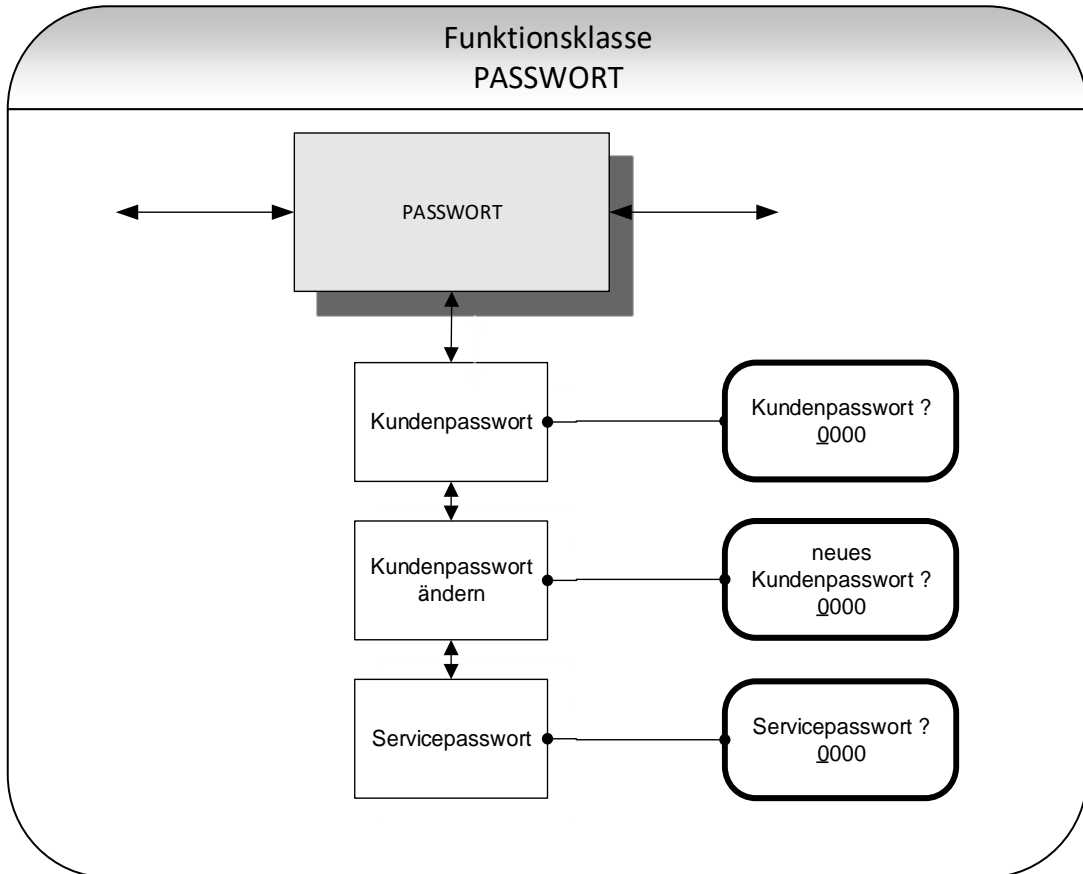 Funktionsklasse
PASSWORT
PASSWORT
Kundenpasswort
Kundenpasswort ?
0000
Kundenpasswort
ändern
neues
Kundenpasswort ?
0000
Servicepasswort
Servicepasswort ?
0000